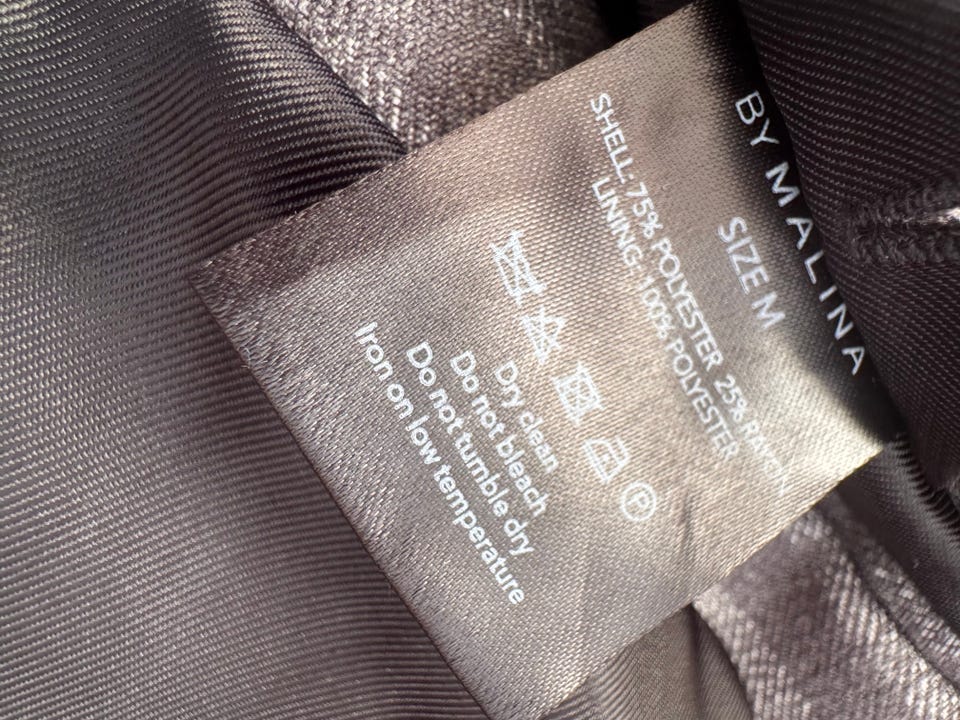 BY MALINA
SIZE M
SHELL: 75% POLYESTER 25% RAYON
LINING: 100% POLYESTER
P
Dry clean
Do not bleach
Do not tumble dry
Iron on low temperature